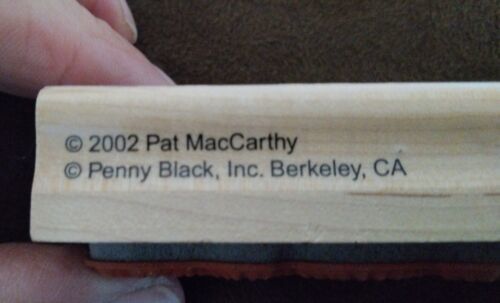 © 2002 Pat MacCarthy
© Penny Black, Inc. Berkeley, CA